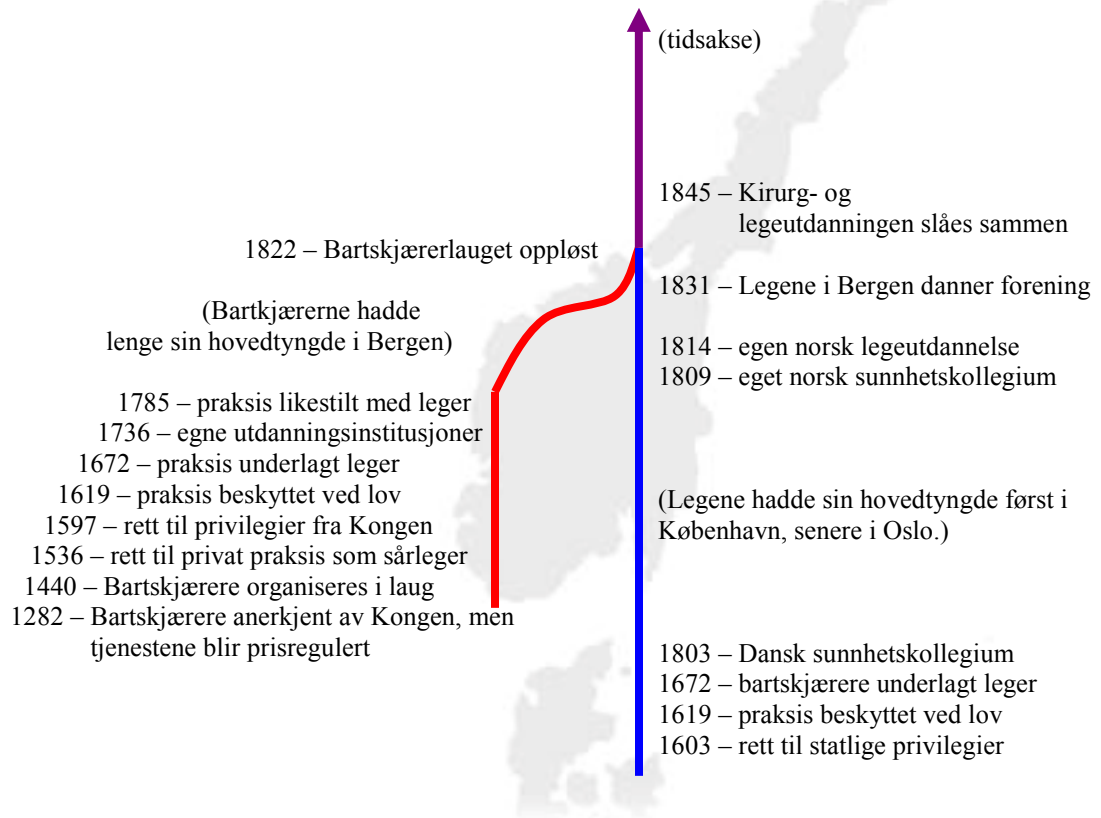 (tidsakse)
1845 – Kirurg- og
legeutdanningen slåes sammen
1822 – Bartskjærerlauget oppløst
1831 – Legene i Bergen danner forening
(Bartkjærerne hadde
lenge sin hovedtyngde i Bergen)
1814 – egen norsk legeutdannelse
1809 – eget norsk sunnhetskollegium
1785 – praksis likestilt med leger
1736 – egne utdanningsinstitusjoner
1672 – praksis underlagt leger
1619 – praksis beskyttet ved lov
1597 – rett til privilegier fra Kongen
1536 – rett til privat praksis som sårleger
1440 – Bartskjærere organiseres i laug
1282 – Bartskjærere anerkjent av Kongen, men
tjenestene blir prisregulert
(Legene hadde sin hovedtyngde først i
København, senere i Oslo.)
1803 – Dansk sunnhetskollegium
1672 – bartskjærere underlagt leger
1619 – praksis beskyttet ved lov
1603 – rett til statlige privilegier